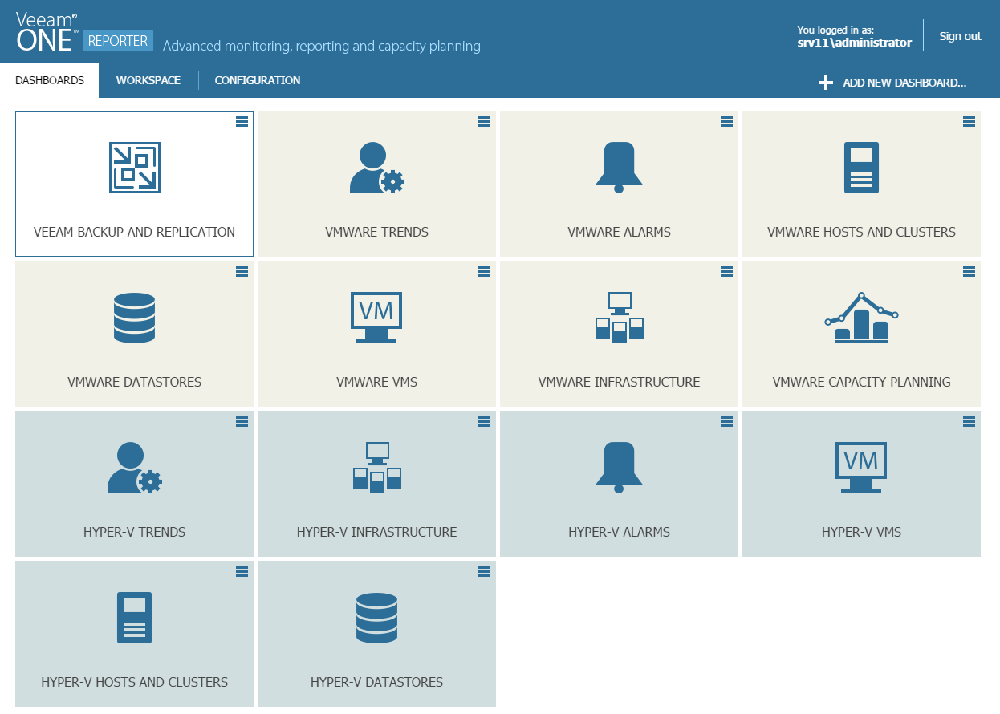 Veeam®
ONE™ REPORTER Advanced monitoring, reporting and capacity planning
You logged in as:
srv11\administrator
Sign out
DASHBOARDS WORKSPACE CONFIGURATION
ADD NEW DASHBOARD...
VEEAM BACKUP AND REPLICATION
VMWARE TRENDS
VMWARE ALARMS
VMWARE HOSTS AND CLUSTERS
VM
VMWARE DATASTORES
VMWARE VMS
VMWARE INFRASTRUCTURE
VMWARE CAPACITY PLANNING
VM
HYPER-V TRENDS
HYPER-V INFRASTRUCTURE
HYPER-V ALARMS
HYPER-V VMS
HYPER-V HOSTS AND CLUSTERS
HYPER-V DATASTORES